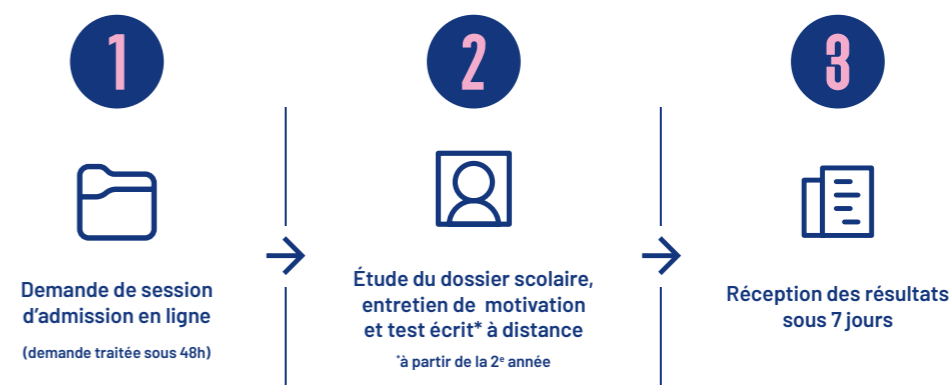 1
Demande de session
d'admission en ligne
(demande traitée sous 48h)
2
Étude du dossier scolaire,
entretien de motivation
et test écrit* à distance
*à partir de la 2e année
3
Réception des résultats
sous 7 jours